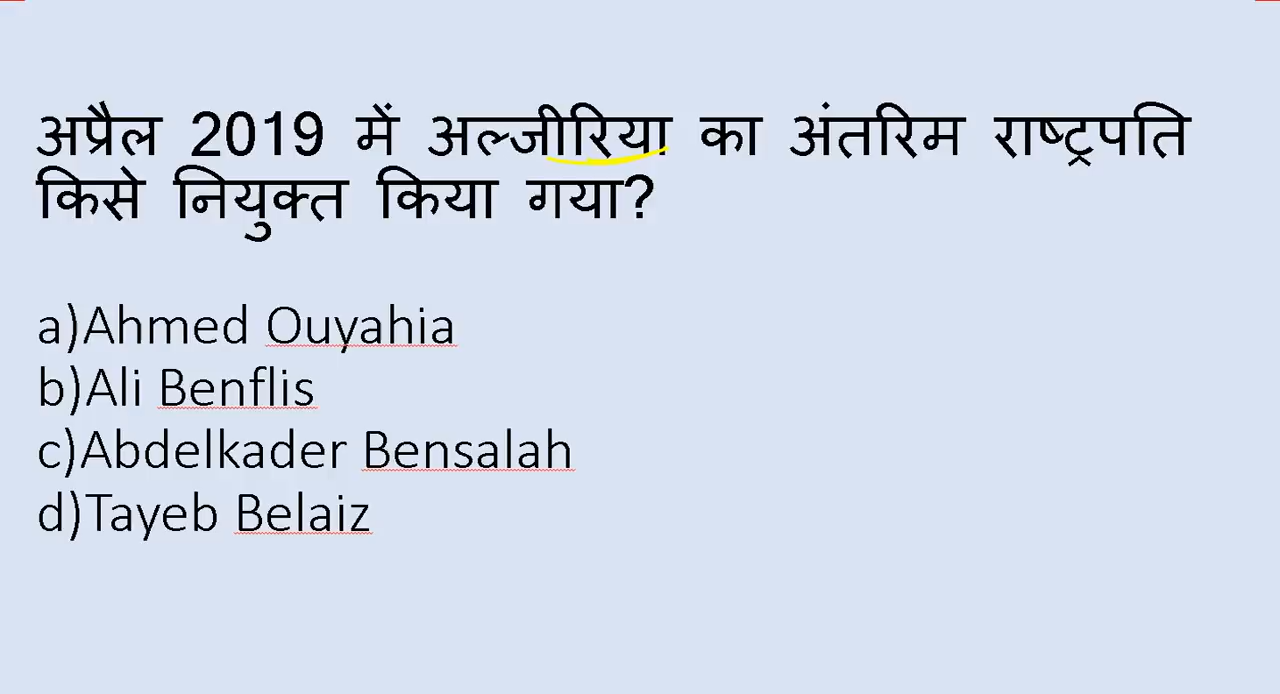 अप्रैल 2019 में अल्जीरिया का अंतरिम राष्ट्रपति
किसे नियुक्त किया गया?
a)Ahmed Ouyahia
b)Ali Benflis
c)Abdelkader Bensalah
d)Tayeb Belaiz